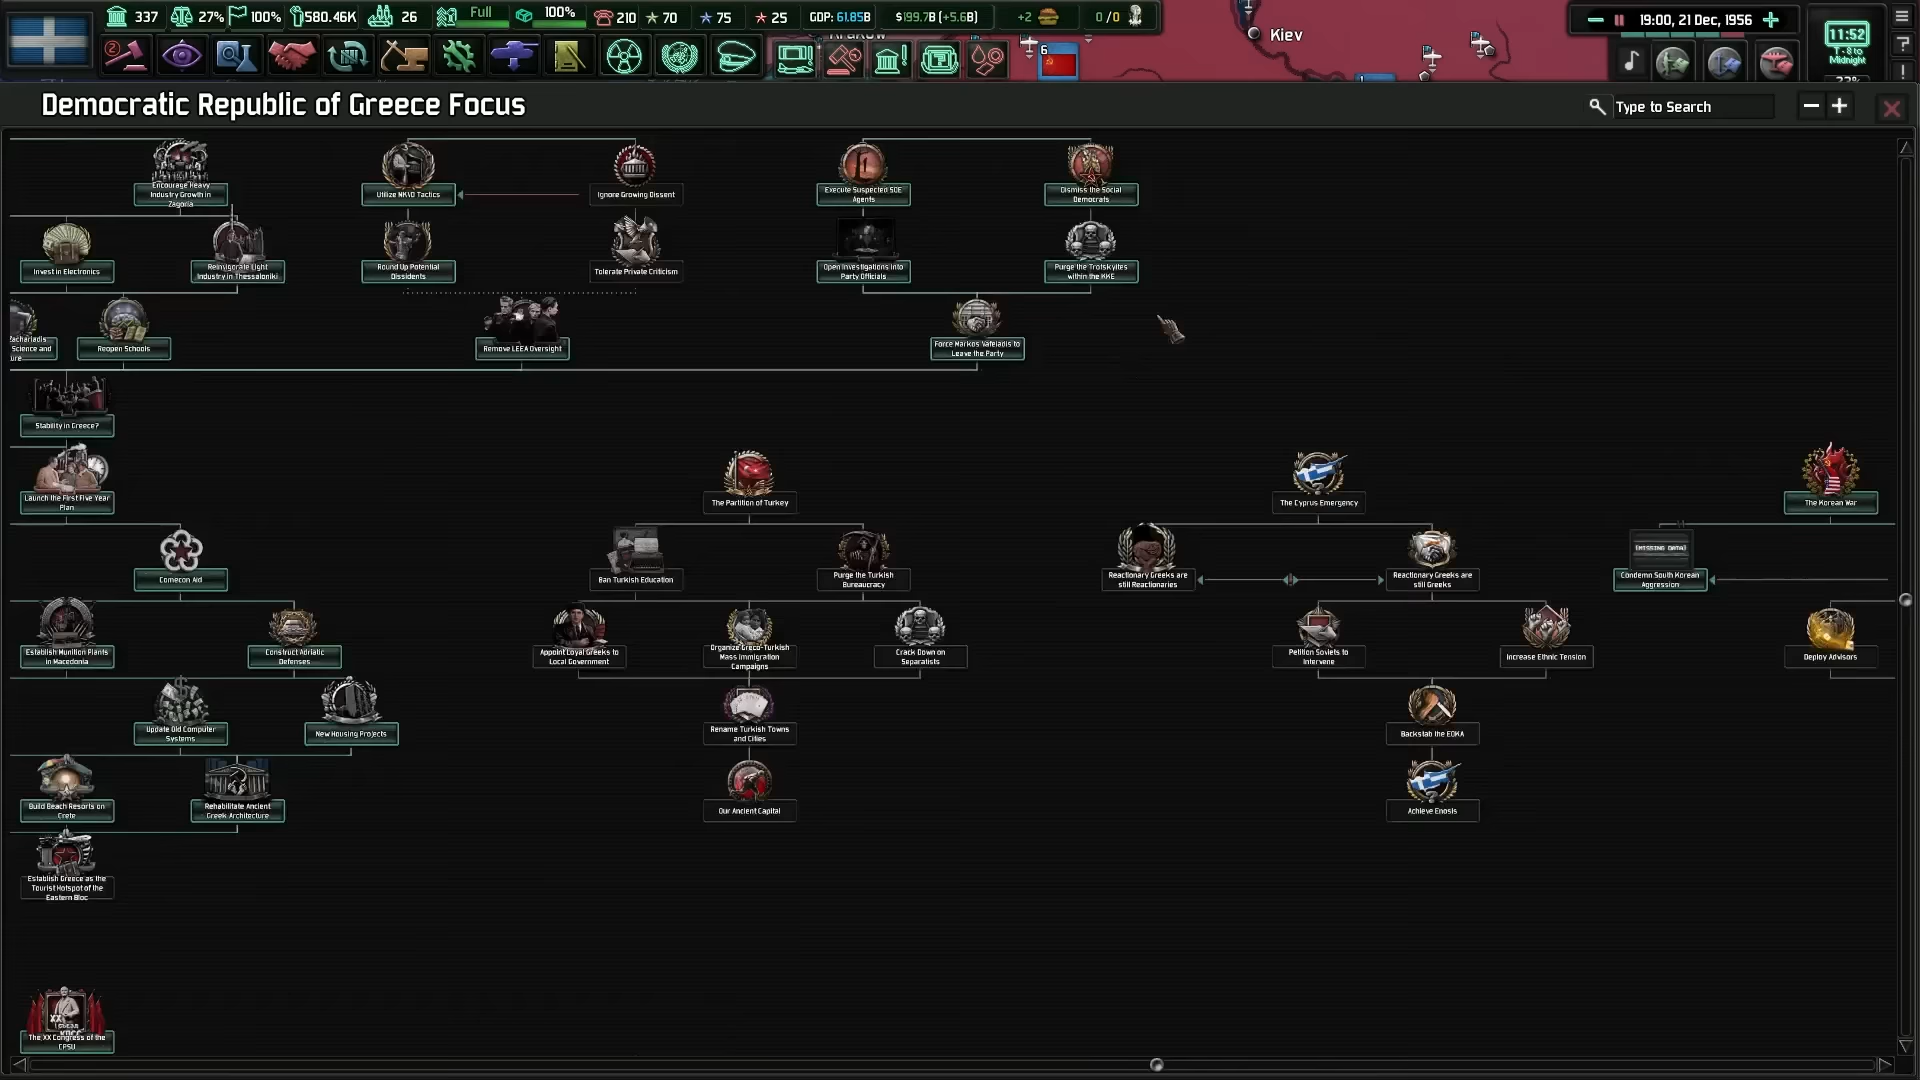 337
27%
100%
580.46K
26
Full
100%
210
70
75
25
GDP: 61.85B
$199.7B (+5.6B)
+2
0/0
19:00, 21 Dec, 1956
11:52
T-8 to
Midnight
6
Kiev
Democratic Republic of Greece Focus
Type to Search
Encourage Heavy
Industry Growth in
Zagoria
Utilize NKVD Tactics
Ignore Growing Dissent
Execute Suspected SOE
Agents
Dismiss the Social
Democrats
Invest in Electronics
Reinvigorate Light
Industry in Thessaloniki
Round Up Potential
Dissidents
Tolerate Private Criticism
Open Investigations into
Party Officials
Purge the Trotskyites
within the KKE
Zachariadis
Science and
ure
Reopen Schools
Remove LEEA Oversight
Force Markos Vafeiadis to
Leave the Party
Stability in Greece?
Launch the First Five Year
Plan
The Partition of Turkey
The Cyprus Emergency
The Korean War
Comecon Aid
Ban Turkish Education
Purge the Turkish
Bureaucracy
Reactionary Greeks are
still Reactionaries
Reactionary Greeks are
still Greeks
[MISSING DATA]
Condemn South Korean
Aggression
Establish Munition Plants
in Macedonia
Construct Adriatic
Defenses
Appoint Loyal Greeks to
Local Government
Organize Greco-Turkish
Mass Immigration
Campaigns
Crack Down on
Separatists
Petition Soviets to
Intervene
Increase Ethnic Tension
Deploy Advisors
Update Old Computer
Systems
New Housing Projects
Rename Turkish Towns
and Cities
Backstab the EOKA
Build Beach Resorts on
Crete
Rehabilitate Ancient
Greek Architecture
Our Ancient Capital
Achieve Enosis
Establish Greece as the
Tourist Hotspot of the
Eastern Bloc
The XX Congress of the
CPSU